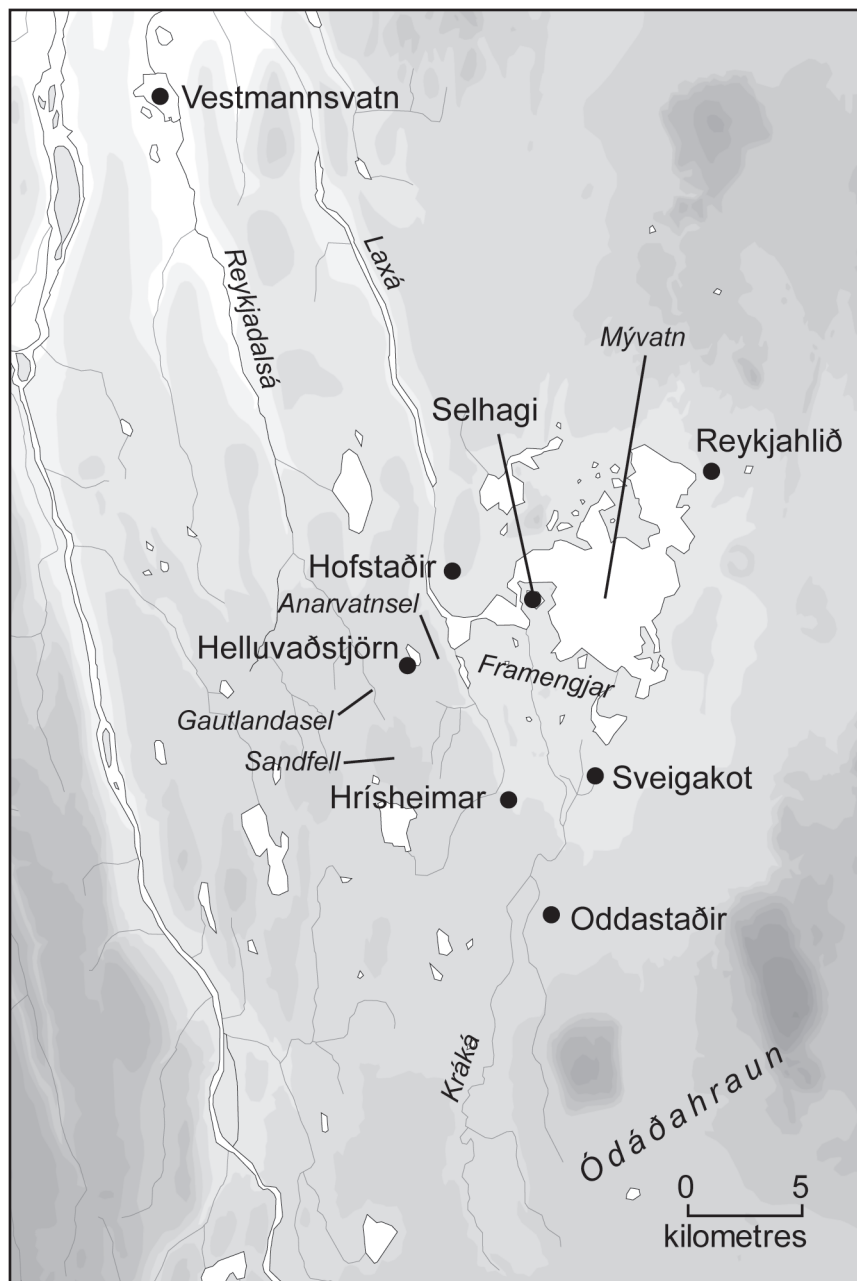 Vestmannsvatn
Reykjadalsá
Laxá
Mývatn
Selhagi
Reykjahlið
Hofstaðir
Anarvatnsel
Helluvaðstjörn
Framengjar
Gautlandasel
Sandfell
Hrísheimar
Sveigakot
Oddastaðir
Kráká
Ódáðahraun
0 5
kilometres